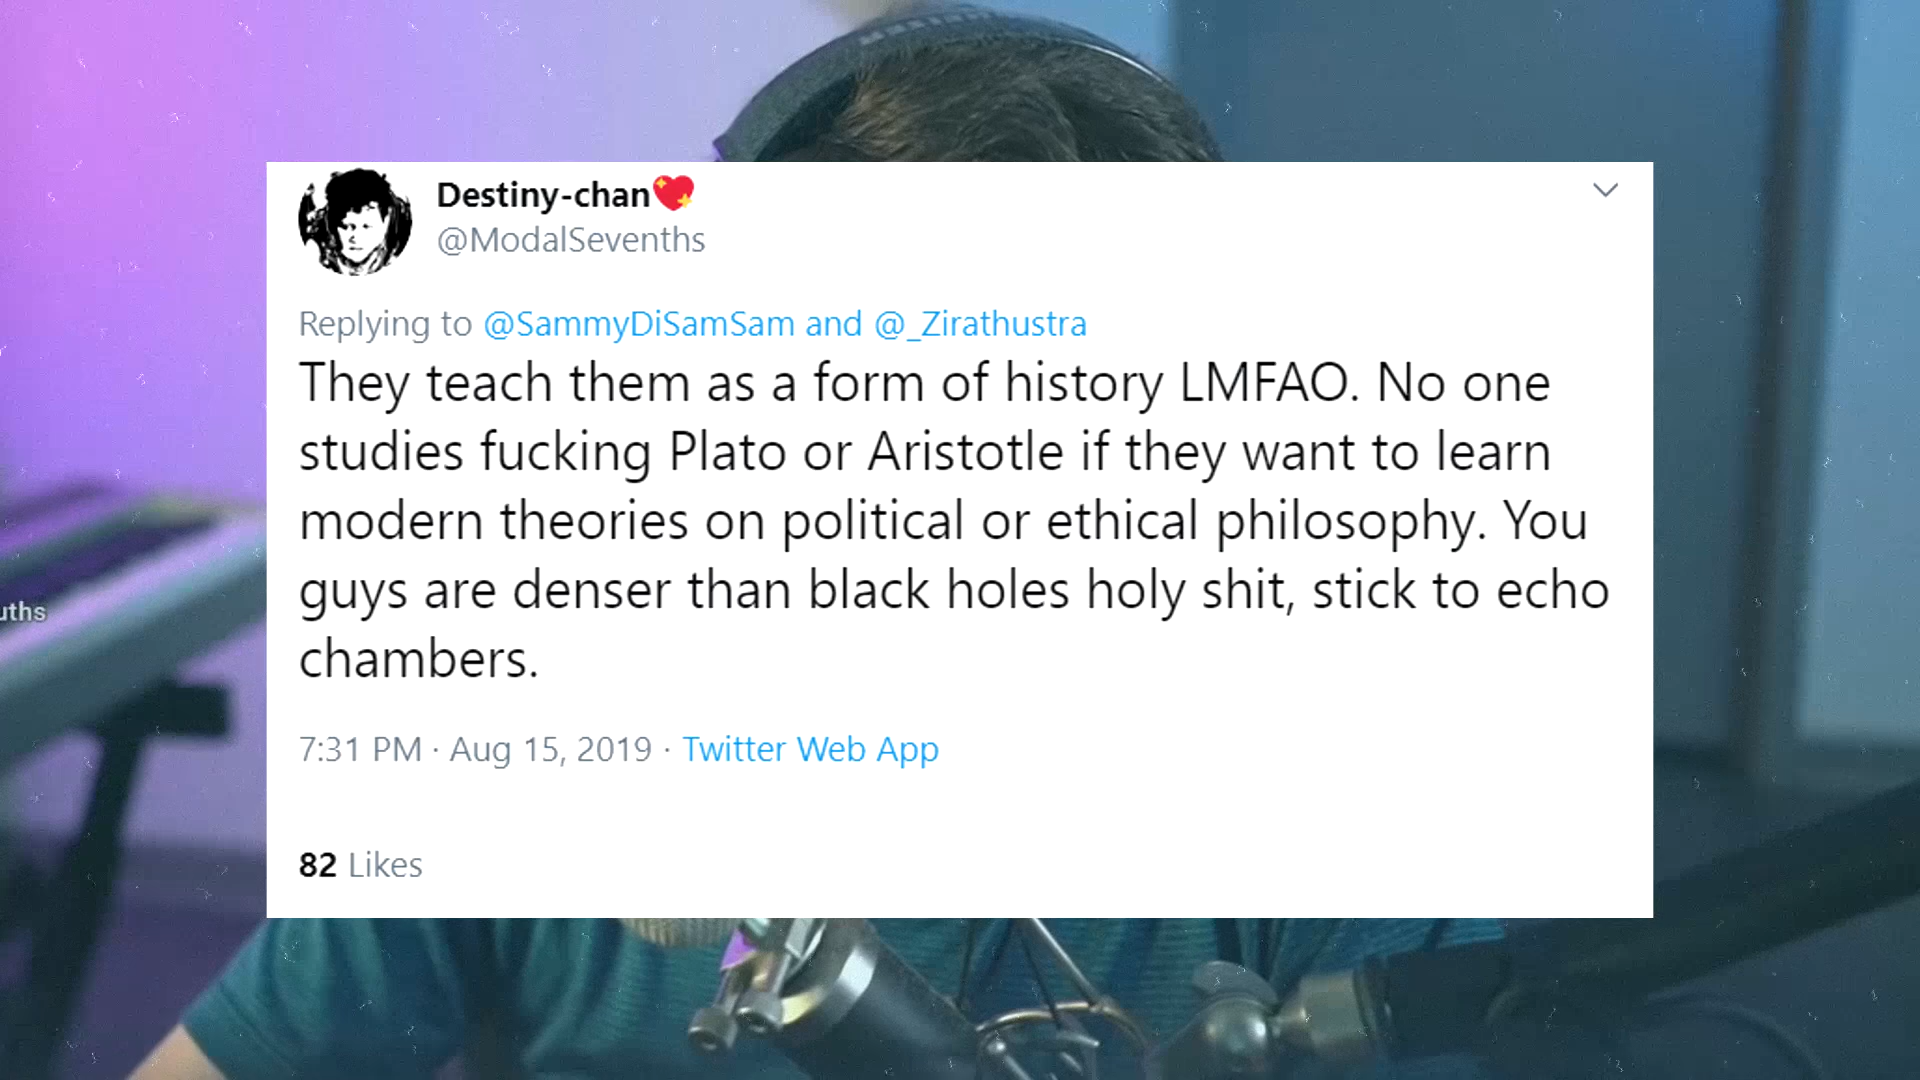 Destiny-chan💖
@ModalSevenths
Replying to @SammyDiSamSam and @_Zirathustra
They teach them as a form of history LMFAO. No one
studies fucking Plato or Aristotle if they want to learn
modern theories on political or ethical philosophy. You
guys are denser than black holes holy shit, stick to echo
chambers.
uths
7:31 PM · Aug 15, 2019 · Twitter Web App
82 Likes